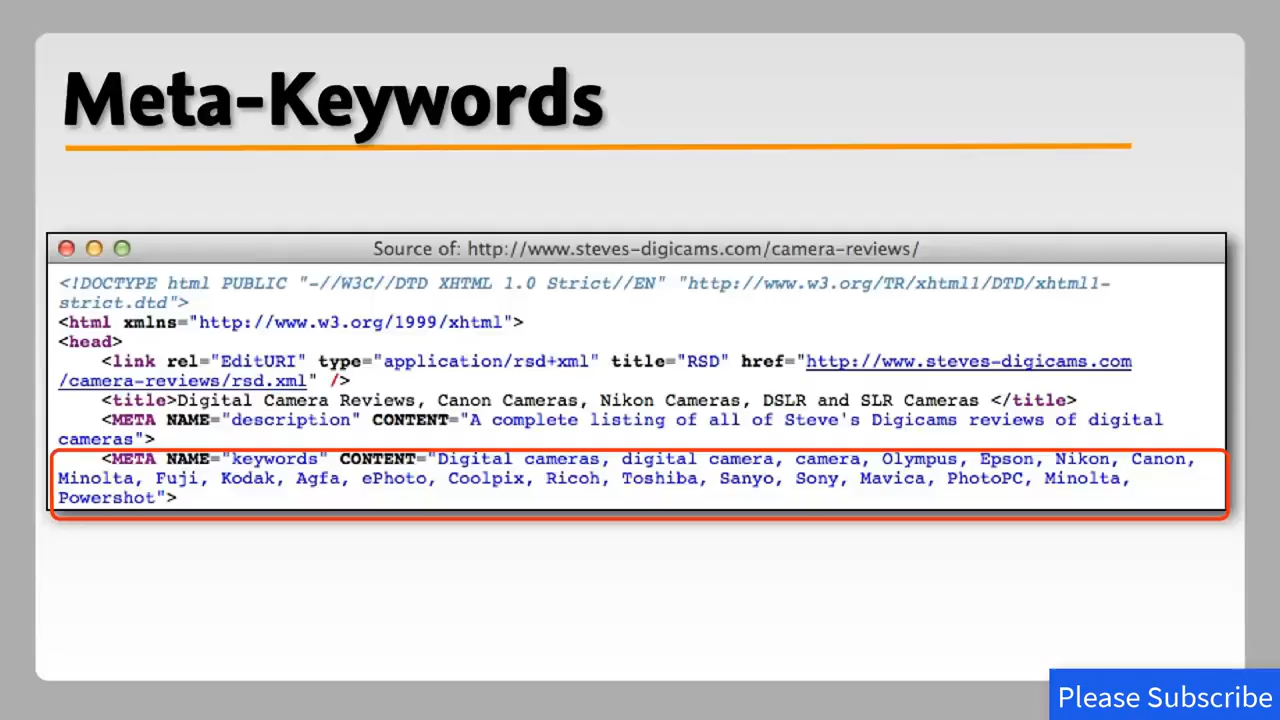 Meta-Keywords
Source of: http://www.steves-digicams.com/camera-reviews/
<!DOCTYPE html PUBLIC "-//W3C//DTD XHTML 1.0 Strict//EN" "http://www.w3.org/TR/xhtml1/DTD/xhtml1-
strict.dtd">
<html xmlns="http://www.w3.org/1999/xhtml">
<head>
<link rel="EditURI" type="application/rsd+xml" title="RSD" href="http://www.steves-digicams.com
/camera-reviews/rsd.xml" />
<title>Digital Camera Reviews, Canon Cameras, Nikon Cameras, DSLR and SLR Cameras </title>
<META NAME="description" CONTENT="A complete listing of all of Steve's Digicams reviews of digital
cameras">
<META NAME="keywords" CONTENT="Digital cameras, digital camera, camera, Olympus, Epson, Nikon, Canon,
Minolta, Fuji, Kodak, Agfa, ePhoto, Coolpix, Ricoh, Toshiba, Sanyo, Sony, Mavica, PhotoPC, Minolta,
Powershot">
Please Subscribe